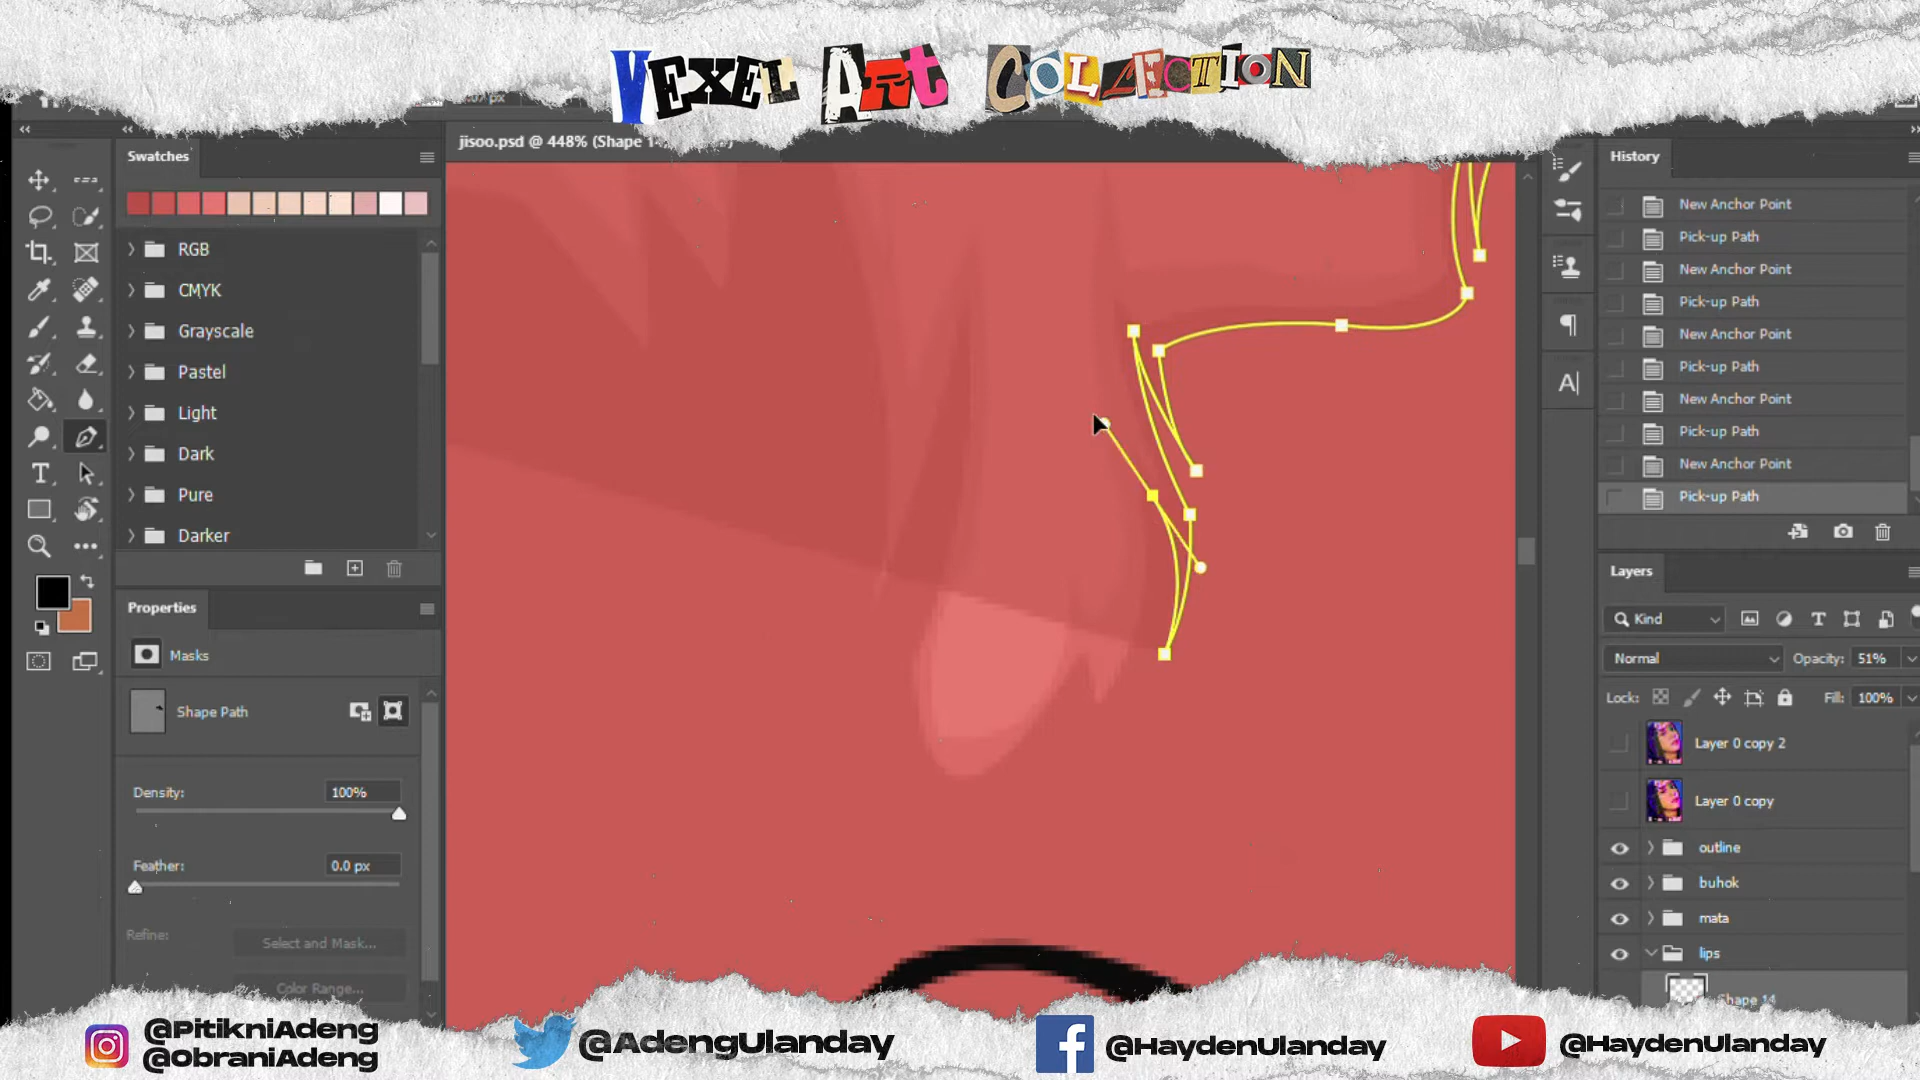 Vexel Art Collection
Swatches
jisoo.psd @ 448% (Shape 1
History
RGB
CMYK
Grayscale
Pastel
Light
Dark
Pure
Darker
New Anchor Point
Pick-up Path
New Anchor Point
Pick-up Path
New Anchor Point
Pick-up Path
New Anchor Point
Pick-up Path
New Anchor Point
Pick-up Path
Properties
Masks
Shape Path
Density:
100%
Feather:
0.0 px
Refine:
Select and Mask...
Color Range...
Layers
Kind
Normal
Opacity:
51%
Lock:
Fill:
100%
Layer 0 copy 2
Layer 0 copy
outline
buhok
mata
lips
Shape 14
@PitikniAdeng
@ObraniAdeng
@AdengUlanday
@HaydenUlanday
@HaydenUlanday